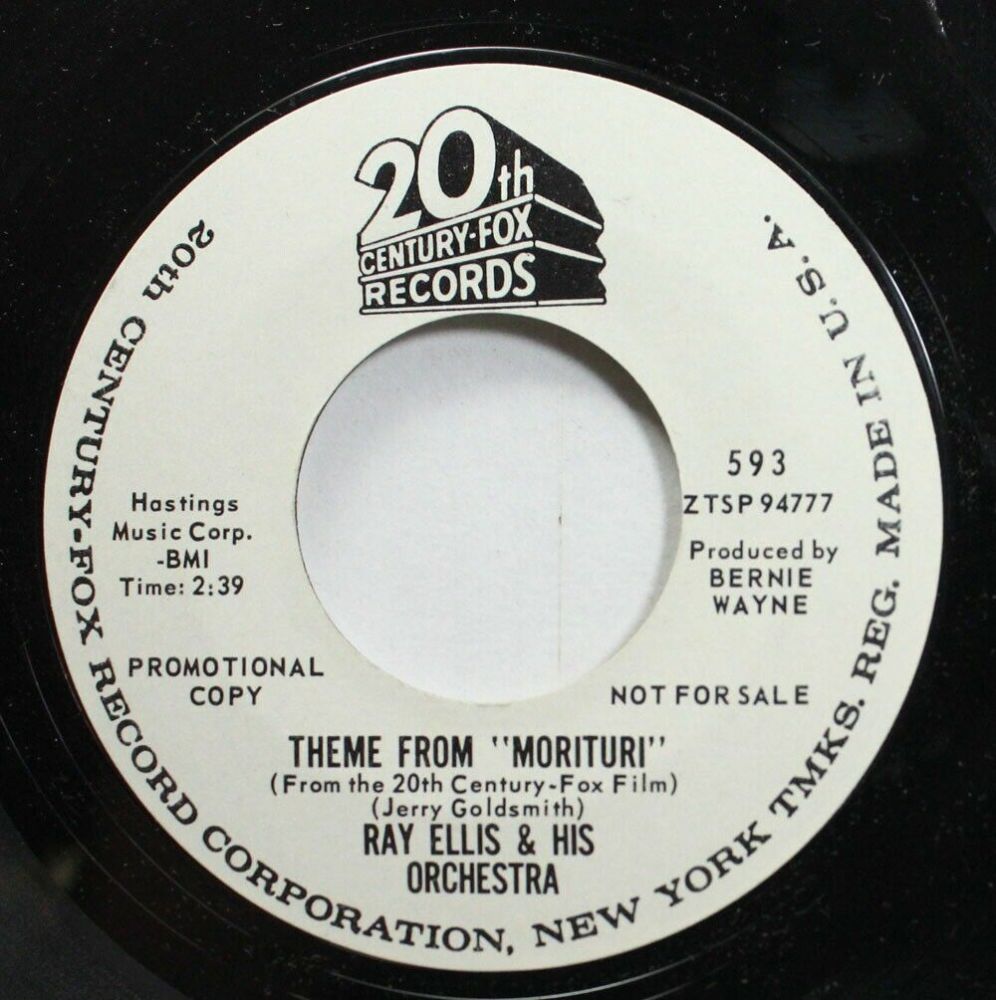 20th
CENTURY-FOX
RECORDS
20th CENTURY-FOX RECORD CORPORATION, NEW YORK TMKS. REG. MADE IN U.S.A.
Hastings
Music Corp.
-BMI
Time: 2:39
593
ZTSP 94777
Produced by
BERNIE
WAYNE
PROMOTIONAL
COPY
NOT FOR SALE
THEME FROM "MORITURI"
(From the 20th Century-Fox Film)
(Jerry Goldsmith)
RAY ELLIS & HIS
ORCHESTRA